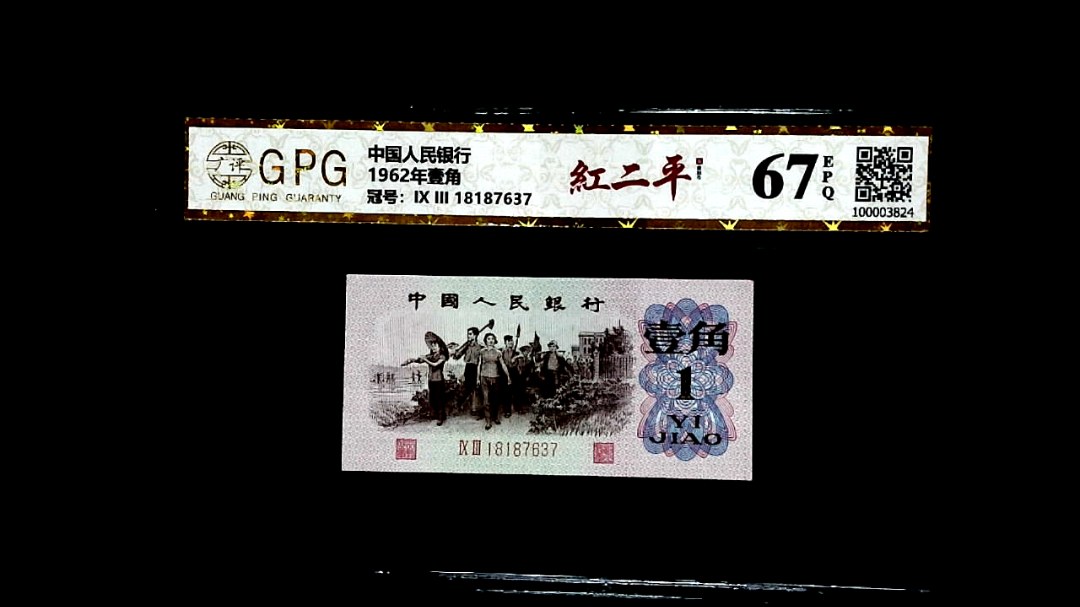 广评
GPG
GUANG PING GUARANTY
中国人民银行
1962年壹角
冠号：IX III 18187637
紅二平
67
EPQ
100003824
中國人民銀行
壹角
1
YI
JIAO
IX III 18187637